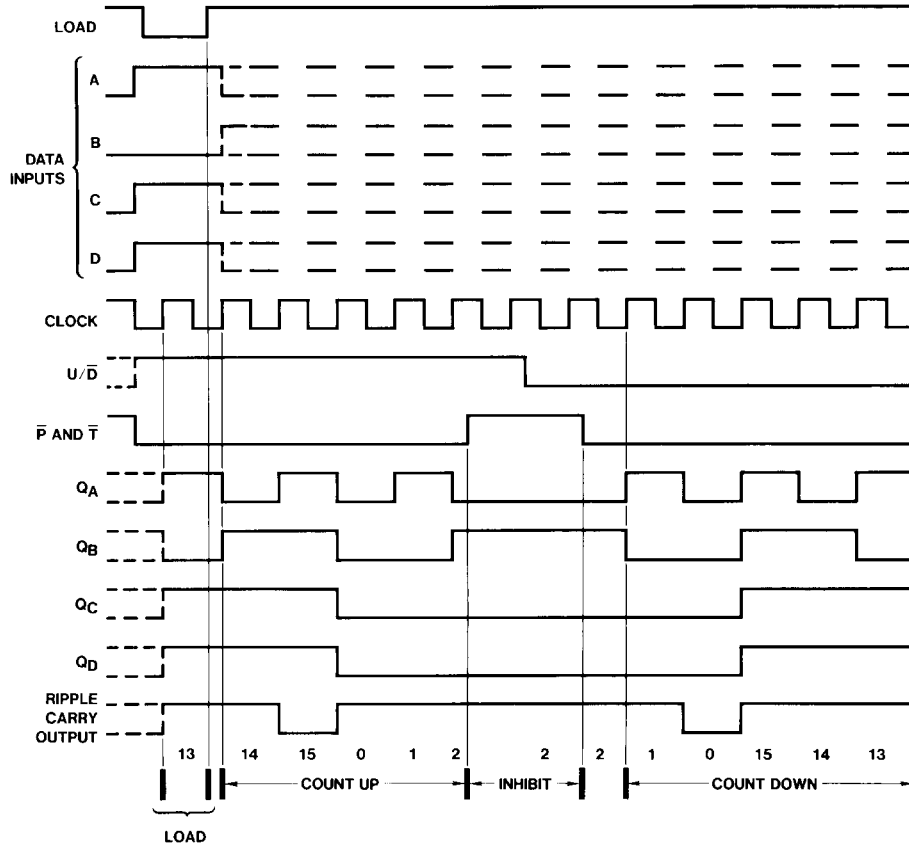 LOAD
A
B
DATA
INPUTS
C
D
CLOCK
U/D̅
P̅ AND T̅
QA
QB
QC
QD
RIPPLE
CARRY
OUTPUT
13 14 15 0 1 2 2 2 1 0 15 14 13
COUNT UP INHIBIT COUNT DOWN
LOAD